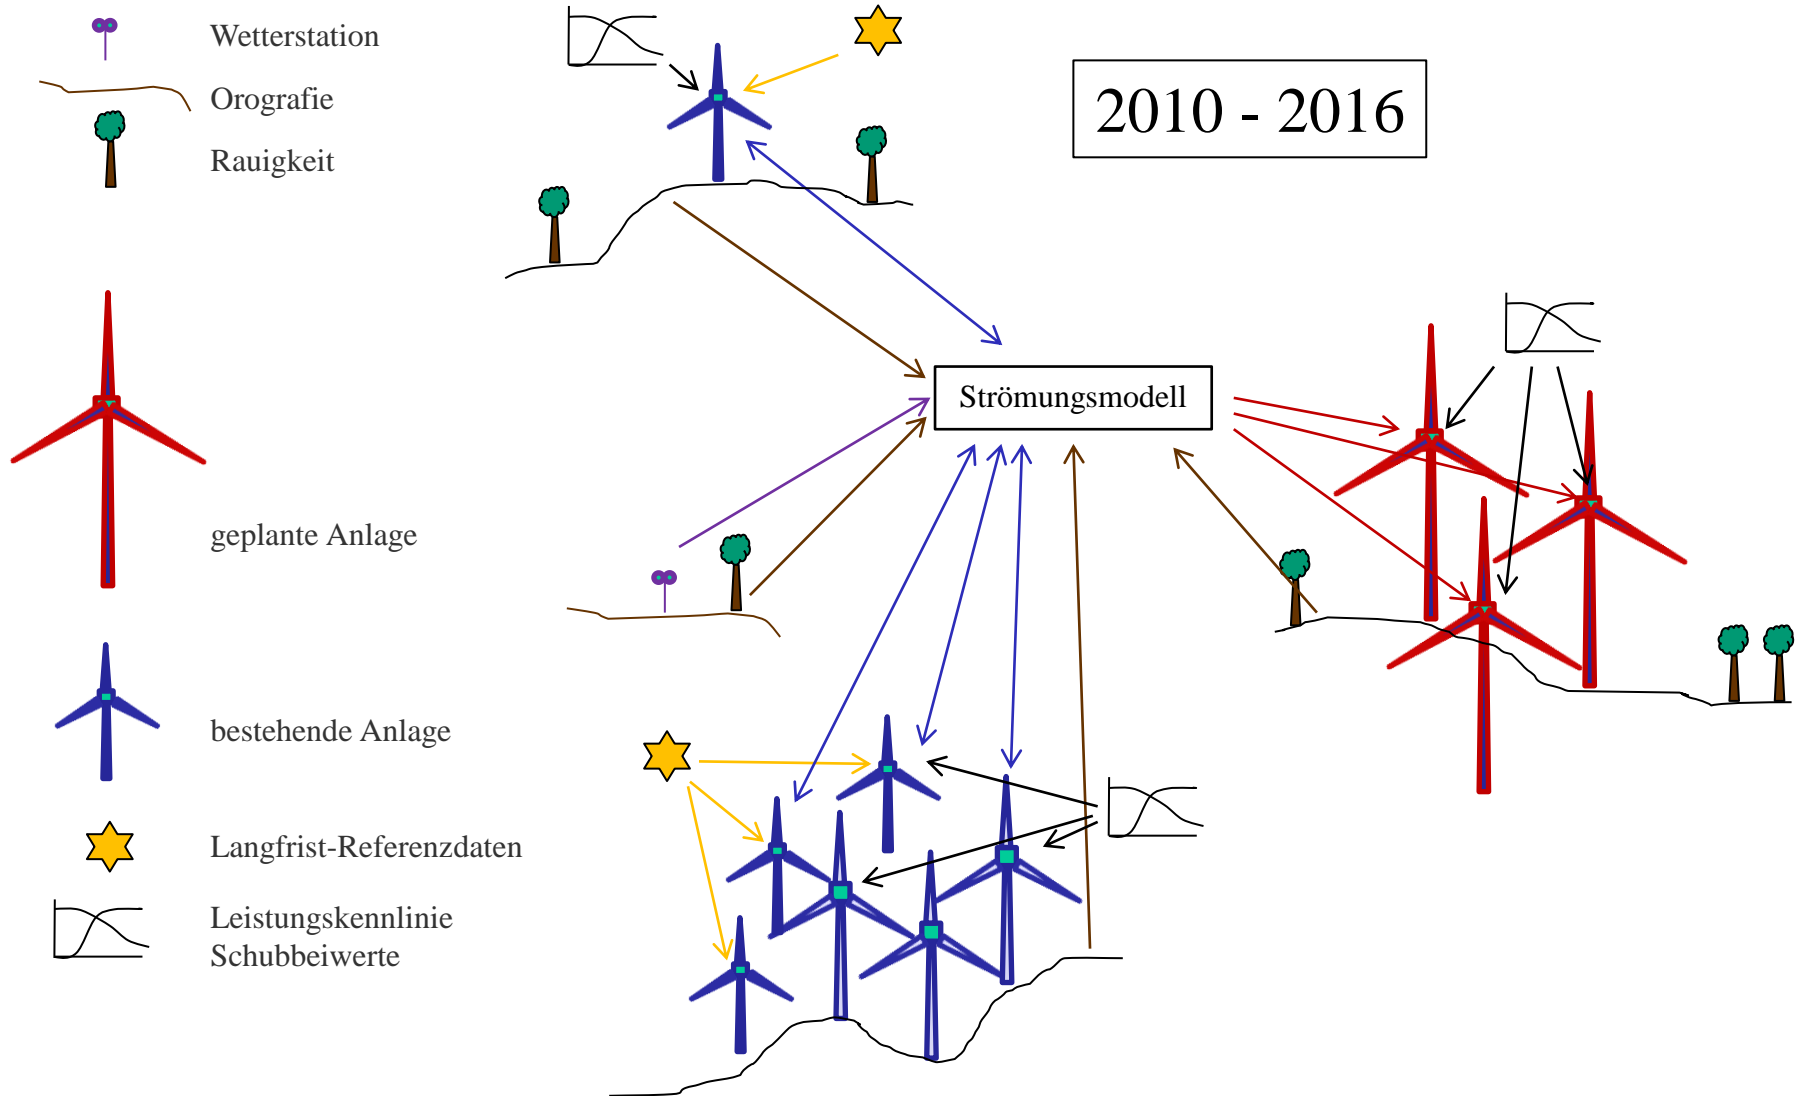 Wetterstation
Orografie
Rauigkeit
geplante Anlage
bestehende Anlage
Langfrist-Referenzdaten
Leistungskennlinie
Schubbeiwerte
2010 - 2016
Strömungsmodell